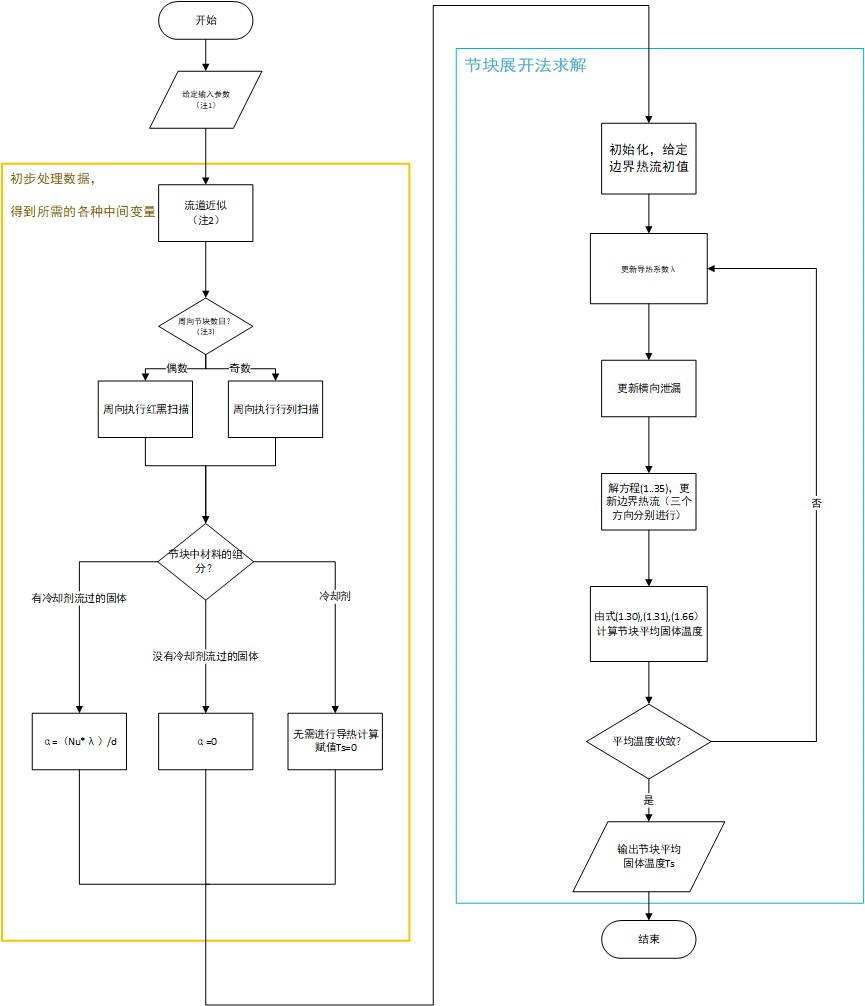 开始
给定输入参数
（注1）
初步处理数据，
得到所需的各种中间变量
流道近似
（注2）
周向节块数目？
（注3）
偶数
奇数
周向执行红黑扫描
周向执行行列扫描
节块中材料的组
分？
有冷却剂流过的固体
没有冷却剂流过的固体
冷却剂
α=（Nu*λ）/d
α=0
无需进行导热计算
赋值Ts=0
节块展开法求解
初始化，给定
边界热流初值
更新导热系数λ
更新横向泄漏
解方程(1..35)，更
新边界热流（三个
方向分别进行）
由式(1.30),(1.31),(1.66）
计算节块平均固体温度
平均温度收敛？
否
是
输出节块平均
固体温度Ts
结束